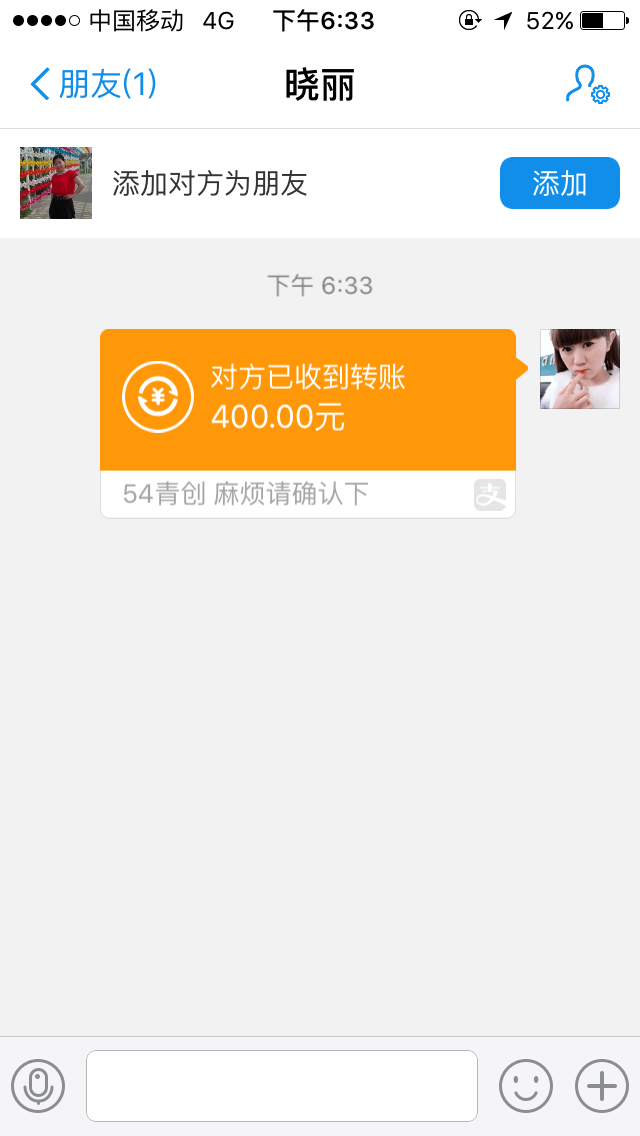 中国移动 4G 下午6:33 52%
朋友(1) 晓丽
添加对方为朋友 添加
下午 6:33
对方已收到转账
400.00元
54青创 麻烦请确认下 支